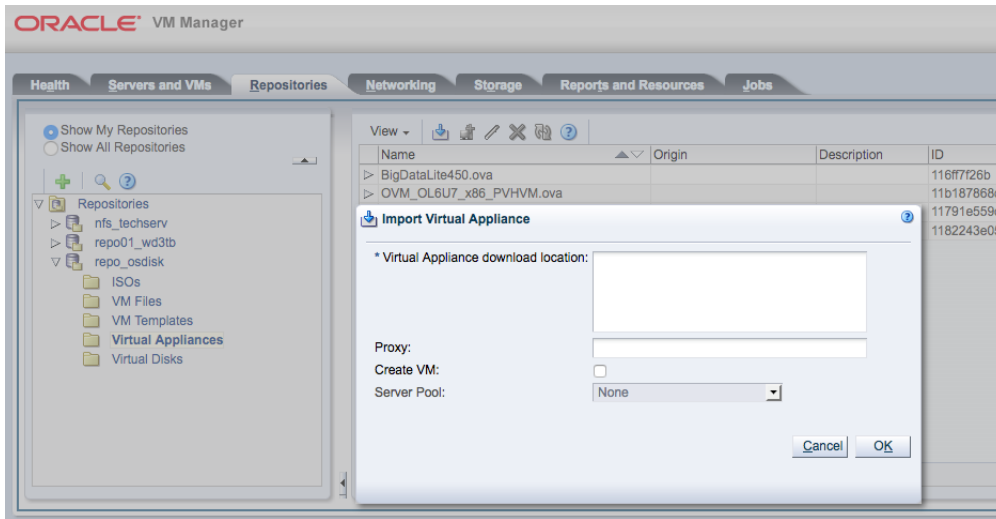 ORACLE VM Manager
Health Servers and VMs Repositories Networking Storage Reports and Resources Jobs
Show My Repositories
Show All Repositories
Repositories
nfs_techserv
repo01_wd3tb
repo_osdisk
ISOs
VM Files
VM Templates
Virtual Appliances
Virtual Disks
View
Name Origin Description ID
BigDataLite450.ova 116ff7f26b
OVM_OL6U7_x86_PVHVM.ova 11b187868
11791e559
1182243e0
Import Virtual Appliance
* Virtual Appliance download location:
Proxy:
Create VM:
Server Pool: None
Cancel OK